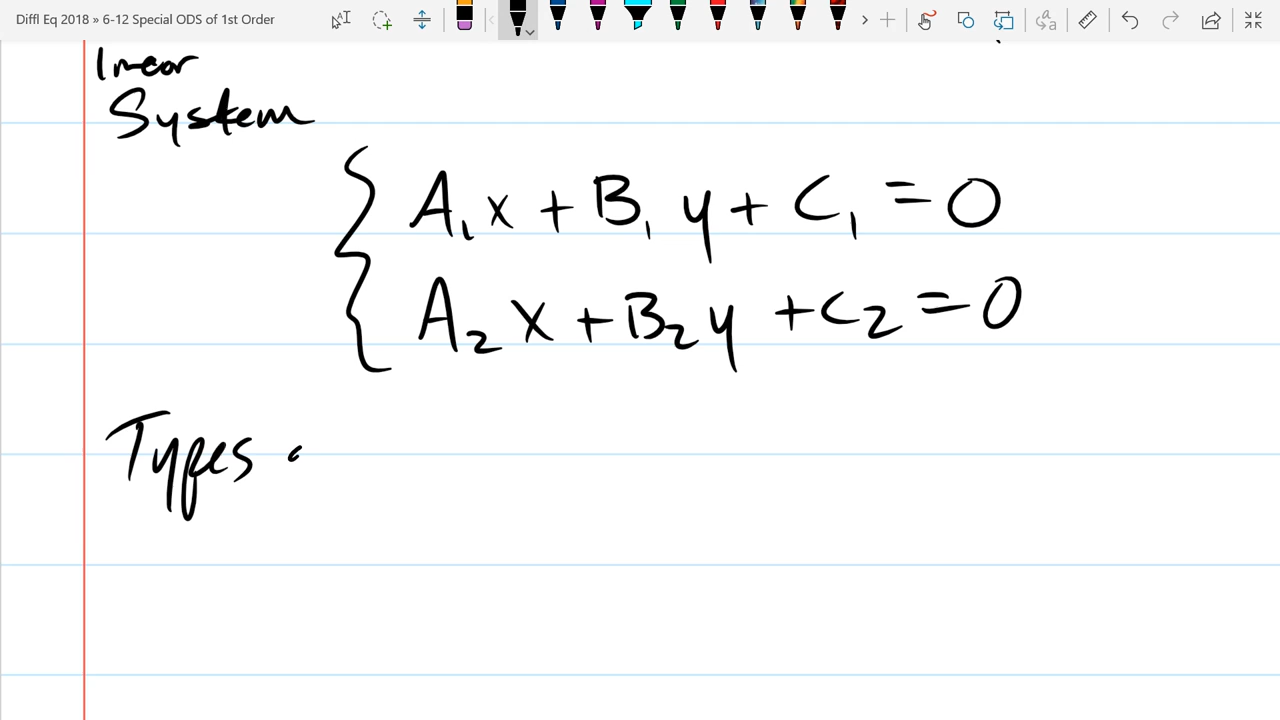 Diffl Eq 2018 » 6-12 Special ODS of 1st Order
linear
System
A₁x + B₁y + C₁ = 0
A₂x + B₂y + C₂ = 0
Types